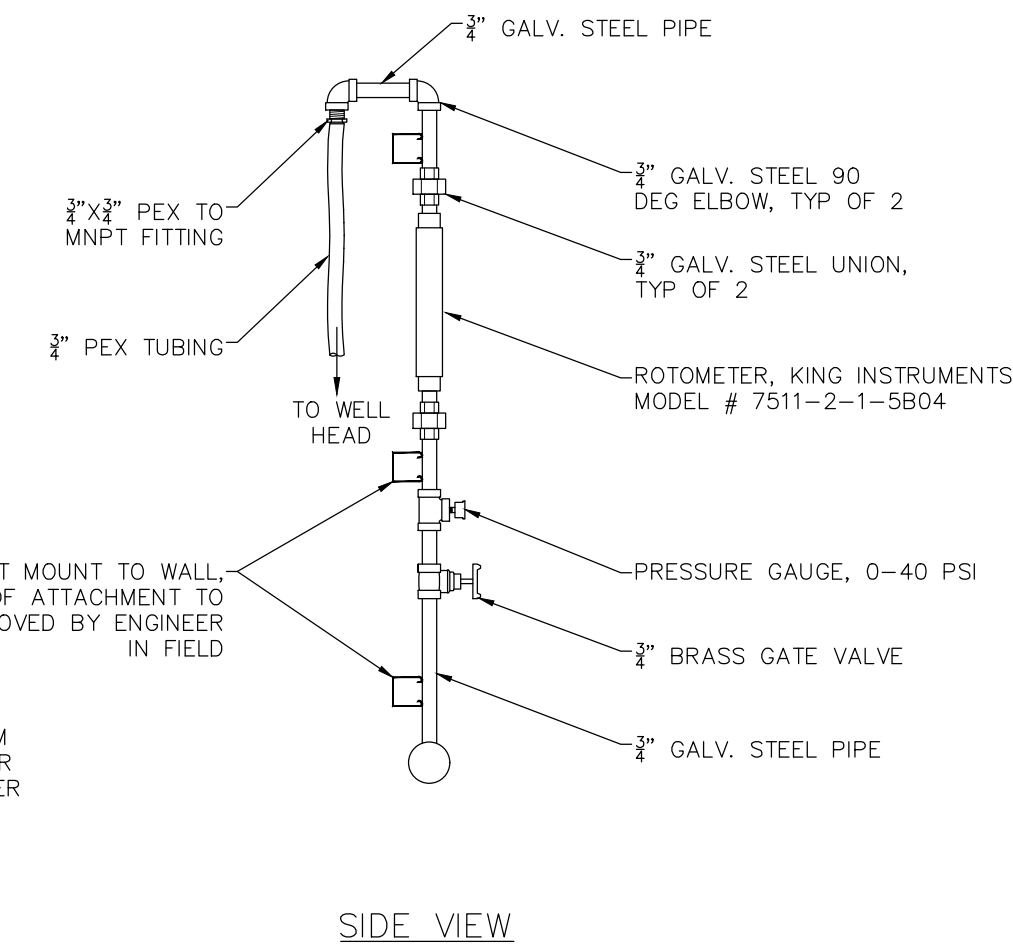 ¾" GALV. STEEL PIPE
¾" GALV. STEEL 90
DEG ELBOW, TYP OF 2
¾"X¾" PEX TO
MNPT FITTING
¾" GALV. STEEL UNION,
TYP OF 2
¾" PEX TUBING
ROTOMETER, KING INSTRUMENTS
MODEL # 7511-2-1-5B04
TO WELL
HEAD
PRESSURE GAUGE, 0-40 PSI
MOUNT TO WALL,
ATTACHMENT TO
BY ENGINEER
IN FIELD
¾" BRASS GATE VALVE
¾" GALV. STEEL PIPE
SIDE VIEW